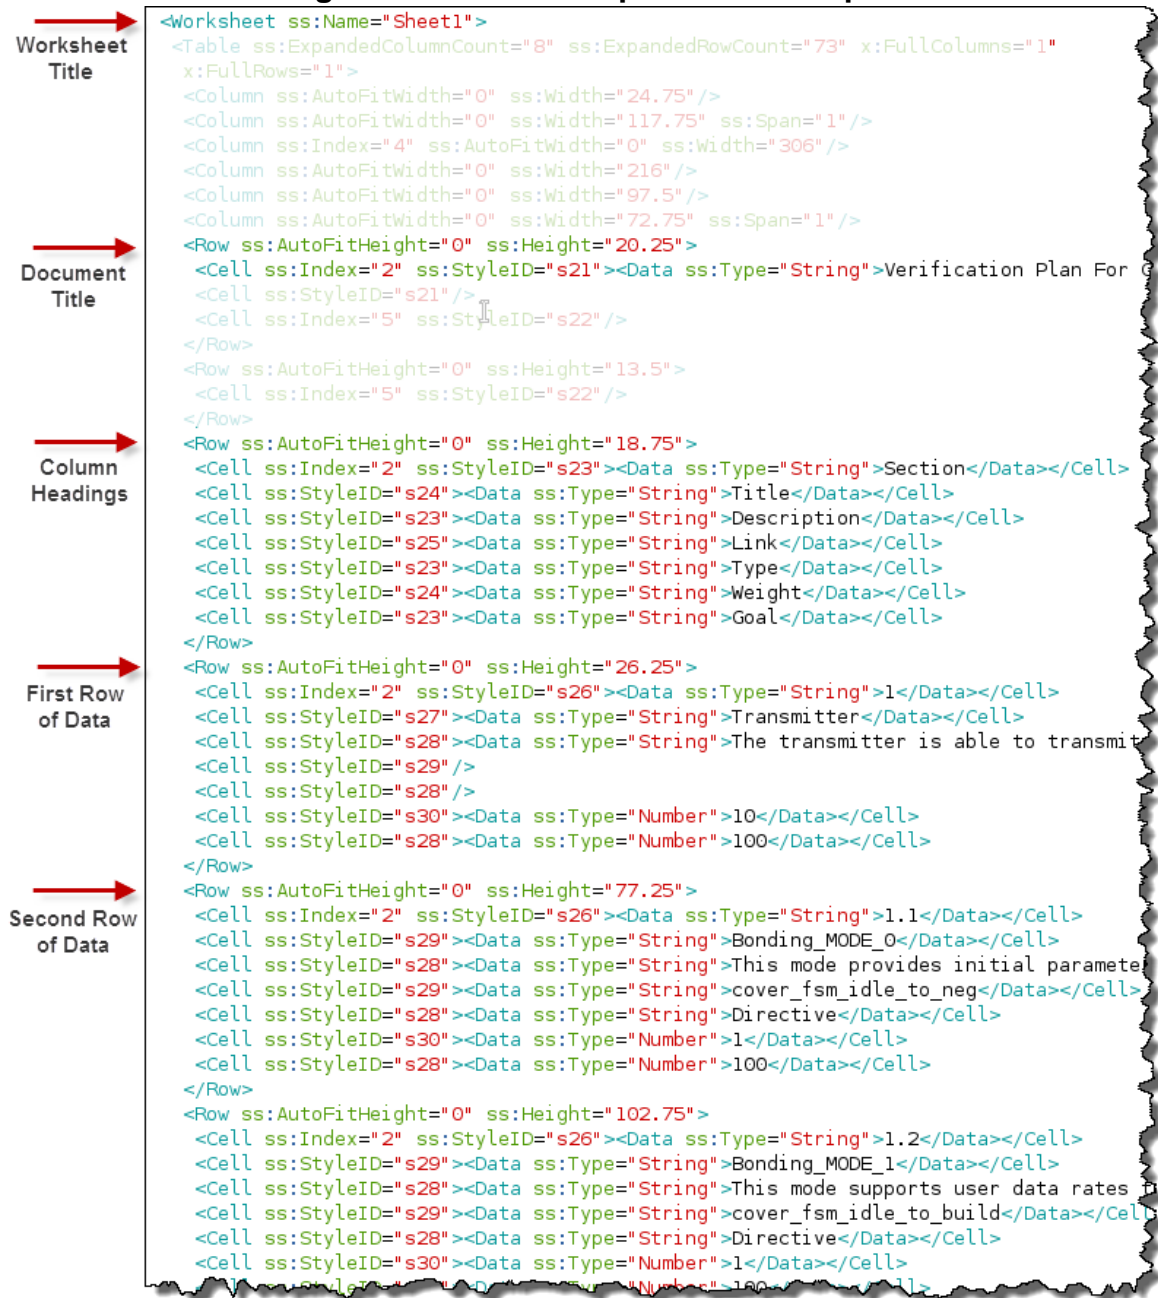 Worksheet
Title
Document
Title
Column
Headings
First Row
of Data
Second Row
of Data
<Worksheet ss:Name="Sheet1">
<Table ss:ExpandedColumnCount="8" ss:ExpandedRowCount="73" x:FullColumns="1"
x:FullRows="1">
<Column ss:AutoFitWidth="0" ss:Width="24.75"/>
<Column ss:AutoFitWidth="0" ss:Width="117.75" ss:Span="1"/>
<Column ss:Index="4" ss:AutoFitWidth="0" ss:Width="306"/>
<Column ss:AutoFitWidth="0" ss:Width="216"/>
<Column ss:AutoFitWidth="0" ss:Width="97.5"/>
<Column ss:AutoFitWidth="0" ss:Width="72.75" ss:Span="1"/>
<Row ss:AutoFitHeight="0" ss:Height="20.25">
<Cell ss:Index="2" ss:StyleID="s21"><Data ss:Type="String">Verification Plan For
<Cell ss:StyleID="s21"/>
<Cell ss:Index="5" ss:StyleID="s22"/>
</Row>
<Row ss:AutoFitHeight="0" ss:Height="13.5">
<Cell ss:Index="5" ss:StyleID="s22"/>
</Row>
<Row ss:AutoFitHeight="0" ss:Height="18.75">
<Cell ss:Index="2" ss:StyleID="s23"><Data ss:Type="String">Section</Data></Cell>
<Cell ss:StyleID="s24"><Data ss:Type="String">Title</Data></Cell>
<Cell ss:StyleID="s23"><Data ss:Type="String">Description</Data></Cell>
<Cell ss:StyleID="s25"><Data ss:Type="String">Link</Data></Cell>
<Cell ss:StyleID="s23"><Data ss:Type="String">Type</Data></Cell>
<Cell ss:StyleID="s24"><Data ss:Type="String">Weight</Data></Cell>
<Cell ss:StyleID="s23"><Data ss:Type="String">Goal</Data></Cell>
</Row>
<Row ss:AutoFitHeight="0" ss:Height="26.25">
<Cell ss:Index="2" ss:StyleID="s26"><Data ss:Type="String">1</Data></Cell>
<Cell ss:StyleID="s27"><Data ss:Type="String">Transmitter</Data></Cell>
<Cell ss:StyleID="s28"><Data ss:Type="String">The transmitter is able to transmit
<Cell ss:StyleID="s29"/>
<Cell ss:StyleID="s28"/>
<Cell ss:StyleID="s30"><Data ss:Type="Number">10</Data></Cell>
<Cell ss:StyleID="s28"><Data ss:Type="Number">100</Data></Cell>
</Row>
<Row ss:AutoFitHeight="0" ss:Height="77.25">
<Cell ss:Index="2" ss:StyleID="s26"><Data ss:Type="String">1.1</Data></Cell>
<Cell ss:StyleID="s29"><Data ss:Type="String">Bonding_MODE_0</Data></Cell>
<Cell ss:StyleID="s28"><Data ss:Type="String">This mode provides initial paramete
<Cell ss:StyleID="s29"><Data ss:Type="String">cover_fsm_idle_to_neg</Data></Cell>
<Cell ss:StyleID="s28"><Data ss:Type="String">Directive</Data></Cell>
<Cell ss:StyleID="s30"><Data ss:Type="Number">1</Data></Cell>
<Cell ss:StyleID="s28"><Data ss:Type="Number">100</Data></Cell>
</Row>
<Row ss:AutoFitHeight="0" ss:Height="102.75">
<Cell ss:Index="2" ss:StyleID="s26"><Data ss:Type="String">1.2</Data></Cell>
<Cell ss:StyleID="s29"><Data ss:Type="String">Bonding_MODE_1</Data></Cell>
<Cell ss:StyleID="s28"><Data ss:Type="String">This mode supports user data rates
<Cell ss:StyleID="s29"><Data ss:Type="String">cover_fsm_idle_to_build</Data></Cell
<Cell ss:StyleID="s28"><Data ss:Type="String">Directive</Data></Cell>
<Cell ss:StyleID="s30"><Data ss:Type="Number">1</Data></Cell>